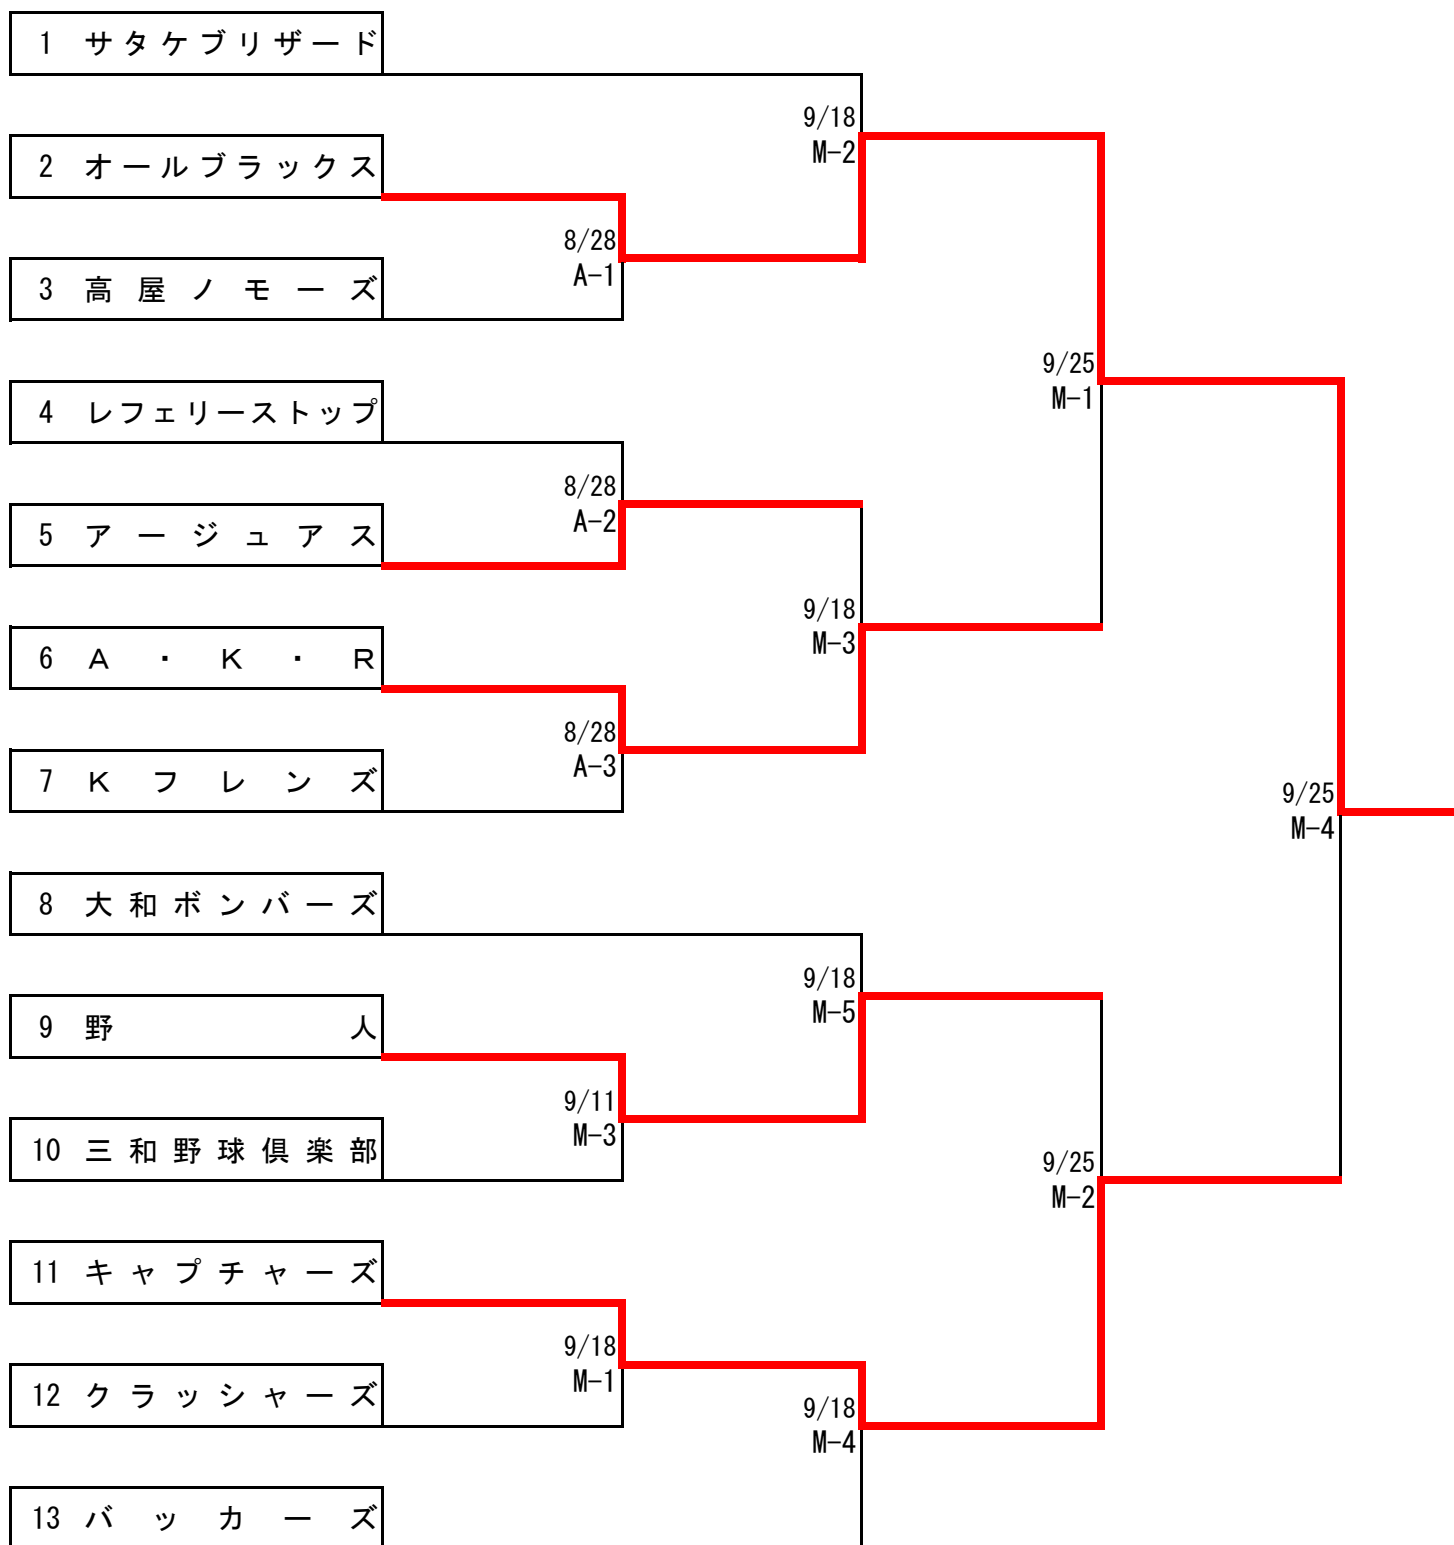 1 サタケブリザード
9/18
M-2
2 オールブラックス
8/28
A-1
3 高屋ノモーズ
9/25
M-1
4 レフェリーストップ
8/28
A-2
5 アージュアス
9/18
M-3
6 A・K・R
8/28
A-3
7 Kフレンズ
9/25
M-4
8 大和ボンバーズ
9/18
M-5
9 野人
9/11
M-3
10 三和野球倶楽部
9/25
M-2
11 キャプチャーズ
9/18
M-1
12 クラッシャーズ
9/18
M-4
13 バッカーズ